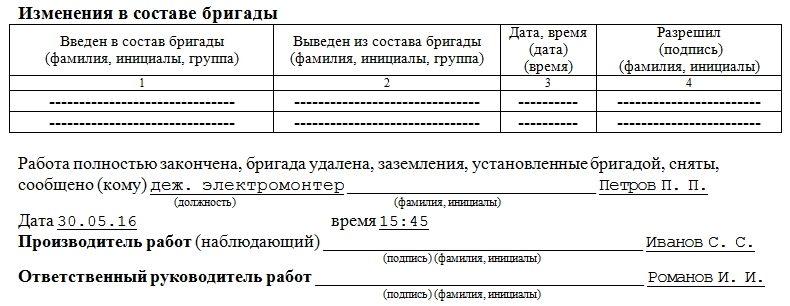 Изменения в составе бригады
Введен в состав бригады Выведен из состава бригады Дата, время Разрешил
(фамилия, инициалы, группа) (фамилия, инициалы, группа) (дата) (подпись)
(время) (фамилия, инициалы)
1 2 3 4
------------------------------- ------------------------------- ---------- ------------------------
------------------------------- ------------------------------- ---------- ------------------------
Работа полностью закончена, бригада удалена, заземления, установленные бригадой, сняты,
сообщено (кому) деж. электромонтер____________________Петров П. П.
(должность) (фамилия, инициалы)
Дата 30.05.16 время 15:45
Производитель работ (наблюдающий) ____________________ Иванов С. С.
(подпись) (фамилия, инициалы)
Ответственный руководитель работ ____________________ Романов И. И.
(подпись) (фамилия, инициалы)